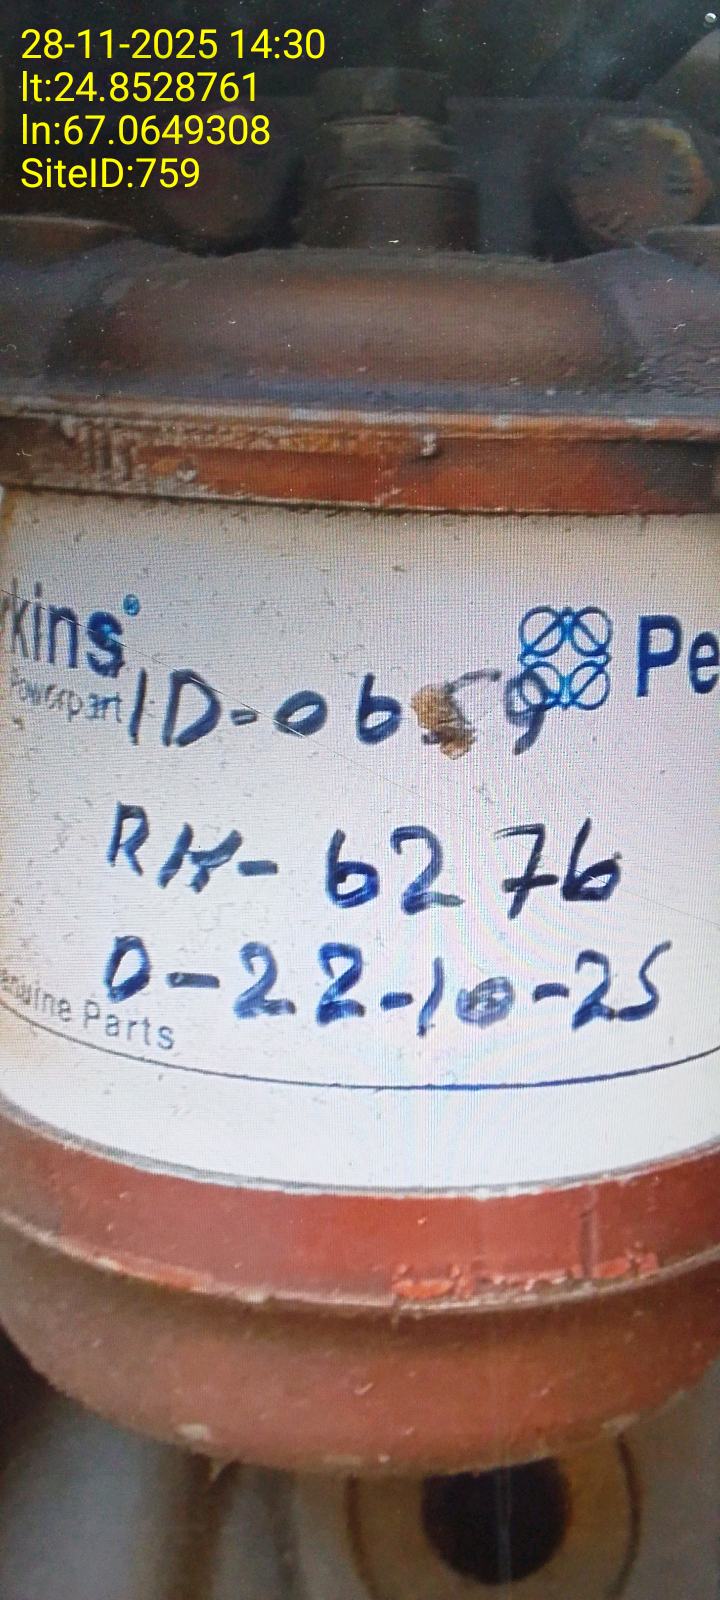 28-11-2025 14:30
lt:24.8528761
ln:67.0649308
SiteID:759
rkins®
Powerpart
Pe
ID-0659
RH-6276
D-22-10-25
enuine Parts